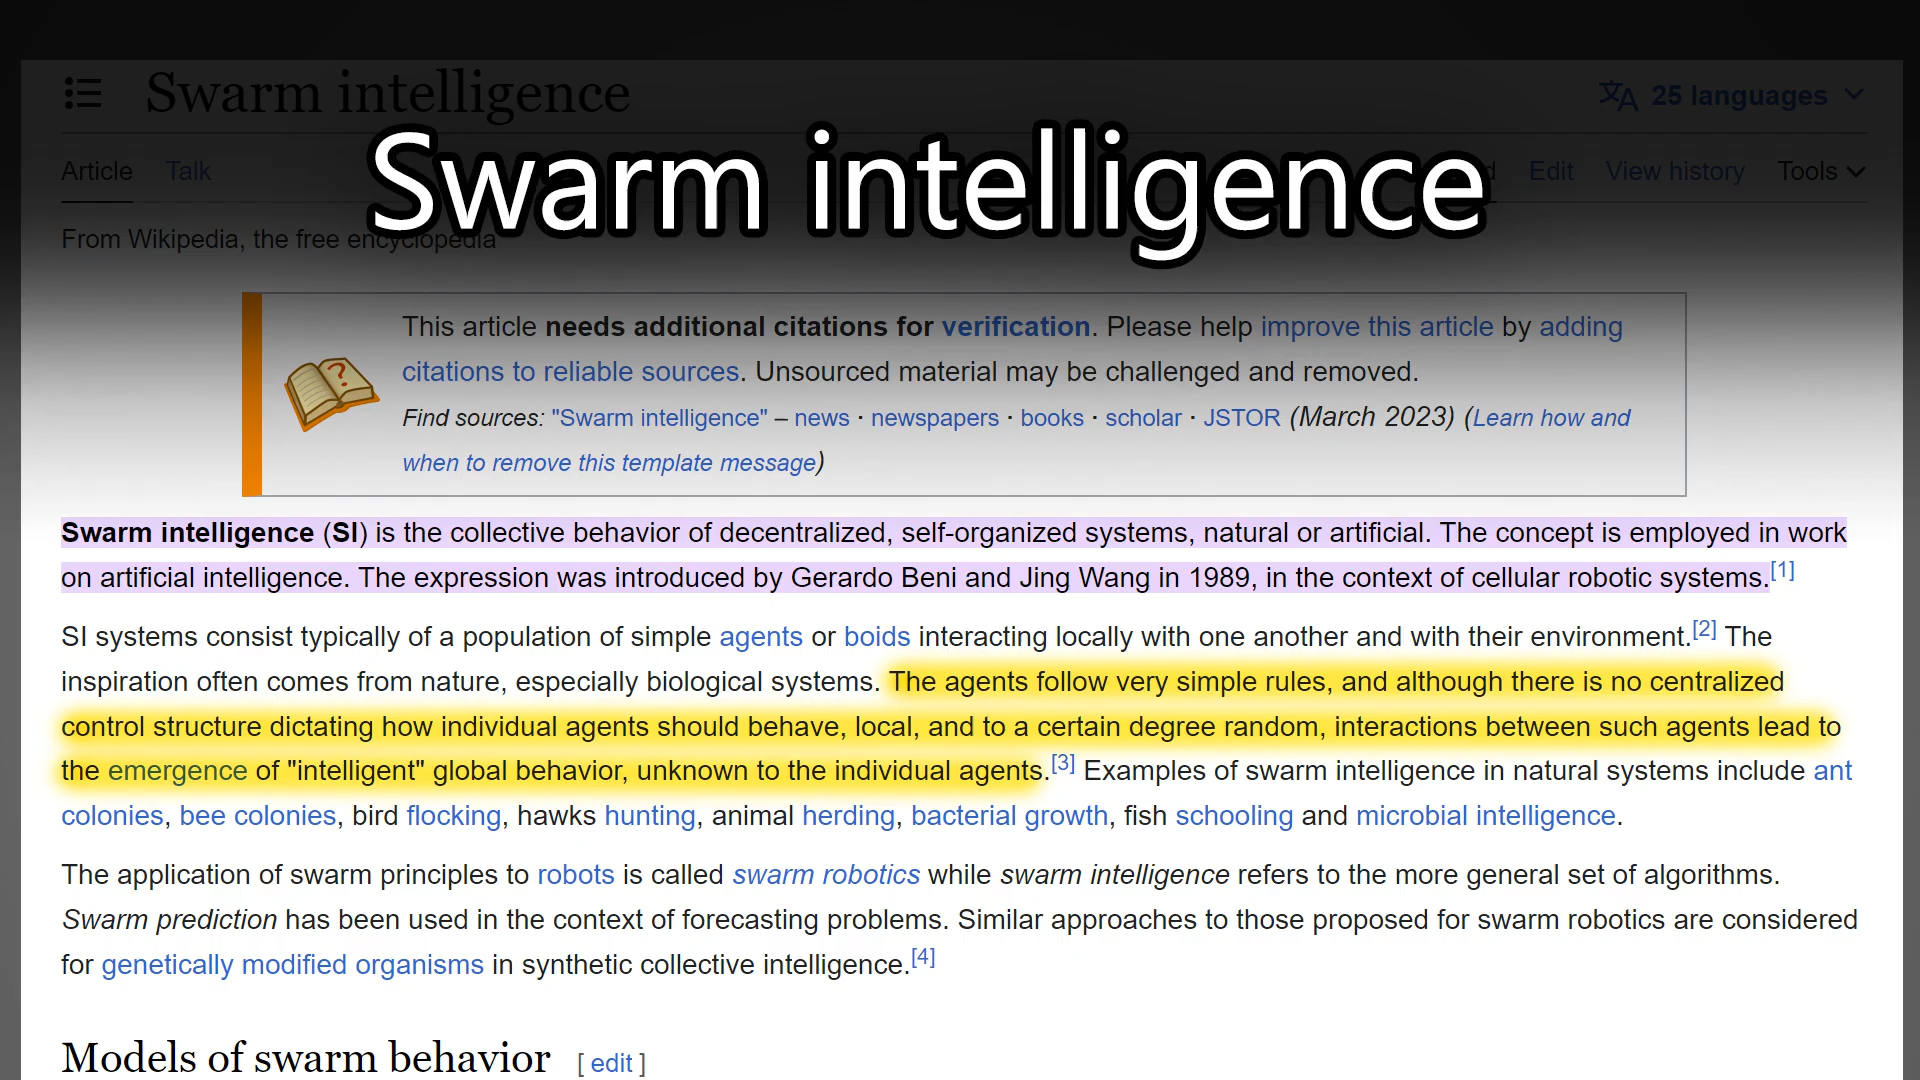 Swarm intelligence
25 languages
Swarm intelligence
Article Talk
Edit View history Tools
From Wikipedia, the free encyclopedia
This article needs additional citations for verification. Please help improve this article by adding
citations to reliable sources. Unsourced material may be challenged and removed.
Find sources: "Swarm intelligence" – news · newspapers · books · scholar · JSTOR (March 2023) (Learn how and
when to remove this template message)
Swarm intelligence (SI) is the collective behavior of decentralized, self-organized systems, natural or artificial. The concept is employed in work
on artificial intelligence. The expression was introduced by Gerardo Beni and Jing Wang in 1989, in the context of cellular robotic systems.[1]
SI systems consist typically of a population of simple agents or boids interacting locally with one another and with their environment.[2] The
inspiration often comes from nature, especially biological systems. The agents follow very simple rules, and although there is no centralized
control structure dictating how individual agents should behave, local, and to a certain degree random, interactions between such agents lead to
the emergence of "intelligent" global behavior, unknown to the individual agents.[3] Examples of swarm intelligence in natural systems include ant
colonies, bee colonies, bird flocking, hawks hunting, animal herding, bacterial growth, fish schooling and microbial intelligence.
The application of swarm principles to robots is called swarm robotics while swarm intelligence refers to the more general set of algorithms.
Swarm prediction has been used in the context of forecasting problems. Similar approaches to those proposed for swarm robotics are considered
for genetically modified organisms in synthetic collective intelligence.[4]
Models of swarm behavior [ edit ]